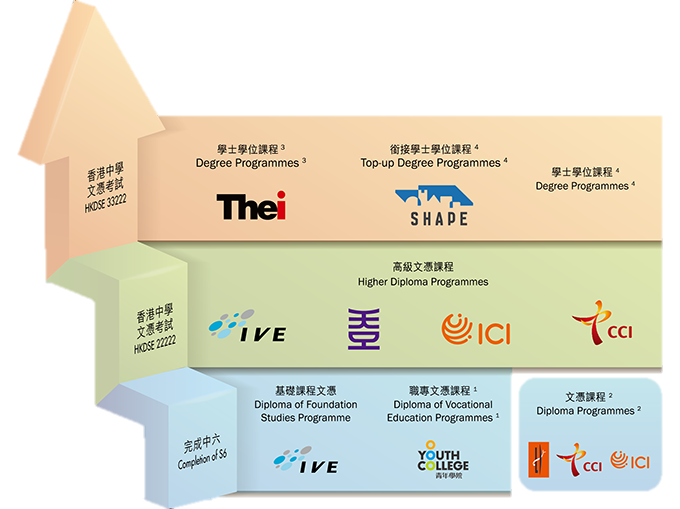 香港中學
文憑考試
HKDSE 33222
學士學位課程 3
Degree Programmes 3
Thei
銜接學士學位課程 4
Top-up Degree Programmes 4
SHAPE
學士學位課程 4
Degree Programmes 4
香港中學
文憑考試
HKDSE 22222
高級文憑課程
Higher Diploma Programmes
IVE
HKDI
ICI
CCI
完成中六
Completion of S6
基礎課程文憑
Diploma of Foundation
Studies Programme
IVE
職專文憑課程 1
Diploma of Vocational
Education Programmes 1
YOUTH
COLLEGE
青年學院
文憑課程 2
Diploma Programmes 2
CCI
ICI